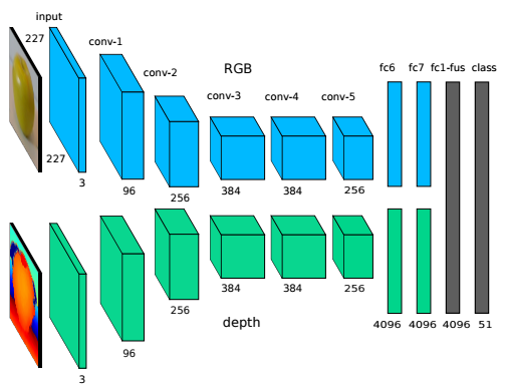 input
227
conv-1
conv-2
RGB
conv-3
conv-4
conv-5
fc6
fc7
fc1-fus
class
227
3
96
256
384
384
256
384
384
256
256
depth
96
3
4096
4096
4096
51